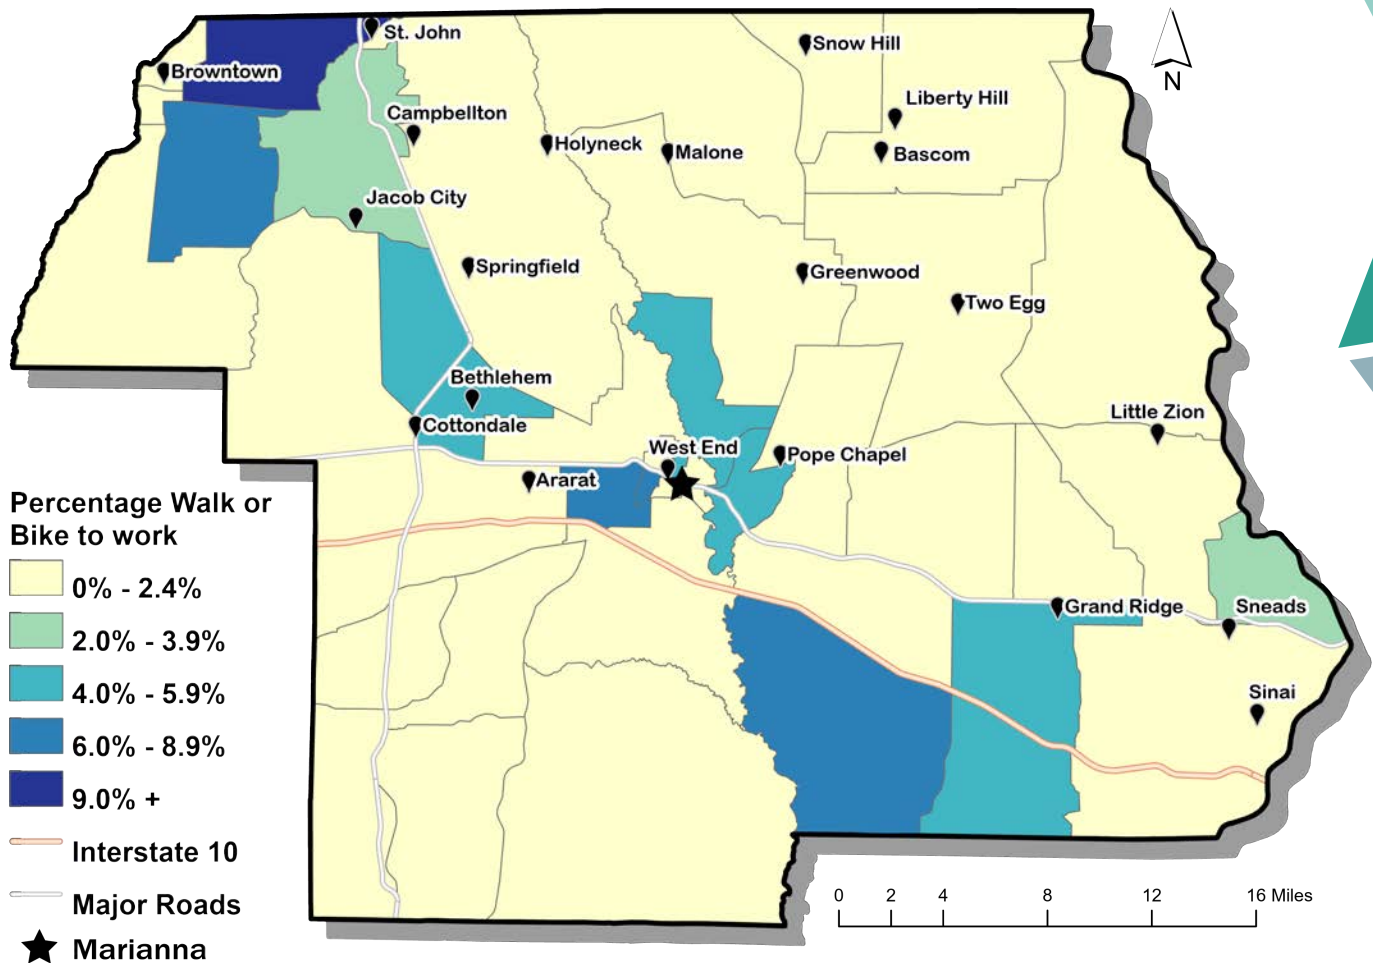 St. John
Snow Hill
Browntown
N
Liberty Hill
Campbellton
Holyneck
Malone
Bascom
Jacob City
Springfield
Greenwood
Two Egg
Bethlehem
Little Zion
Cottondale
West End
Pope Chapel
Ararat
Percentage Walk or
Bike to work
0% - 2.4%
2.0% - 3.9%
4.0% - 5.9%
6.0% - 8.9%
9.0% +
Interstate 10
Major Roads
Marianna
Grand Ridge
Sneads
Sinai
0 2 4 8 12 16 Miles